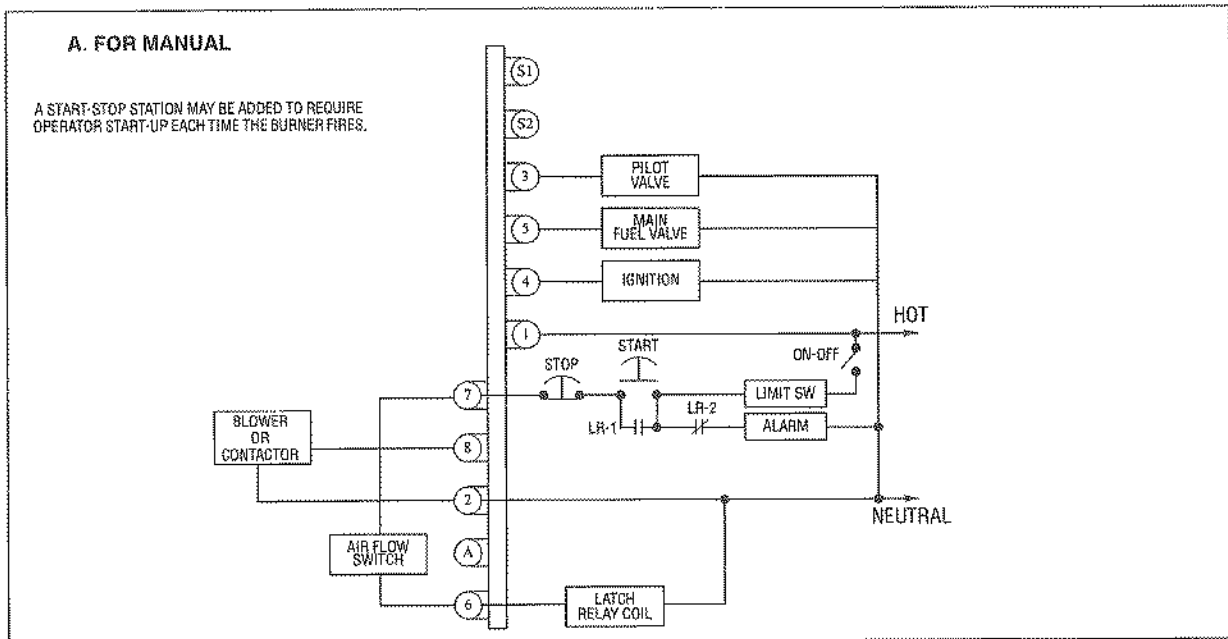 A. FOR MANUAL
A START-STOP STATION MAY BE ADDED TO REQUIRE
OPERATOR START-UP EACH TIME THE BURNER FIRES.
S1
S2
3
PILOT
VALVE
5
MAIN
FUEL VALVE
4
IGNITION
1
HOT
START
ON-OFF
STOP
7
LIMIT SW
LR-1
LR-2
ALARM
BLOWER
OR
CONTACTOR
8
2
NEUTRAL
AIR FLOW
SWITCH
A
6
LATCH
RELAY COIL